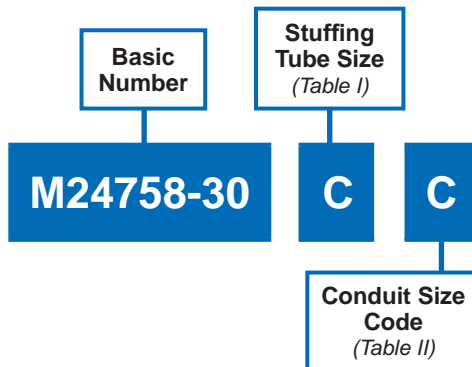 Basic
Number
Stuffing
Tube Size
(Table I)
M24758-30 C C
Conduit Size
Code
(Table II)